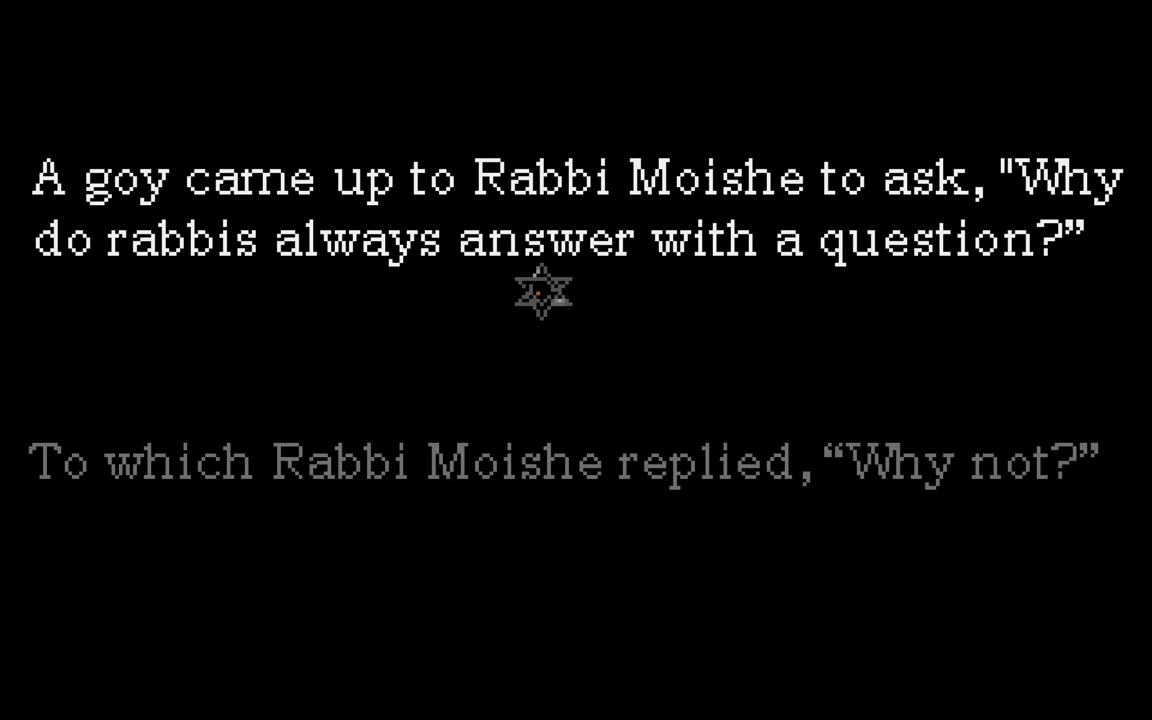 A goy came up to Rabbi Moishe to ask, "Why
do rabbis always answer with a question?”
To which Rabbi Moishe replied, “Why not?”